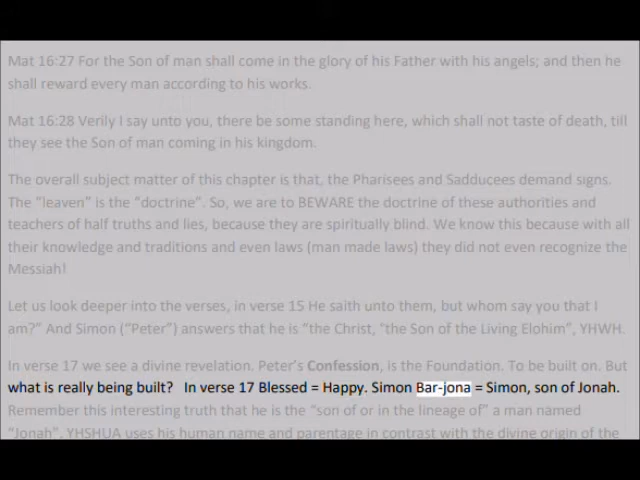 Mat 16:27 For the Son of man shall come in the glory of his Father with his angels; and then he
shall reward every man according to his works.
Mat 16:28 Verily I say unto you, there be some standing here, which shall not taste of death, till
they see the Son of man coming in his kingdom.
The overall subject matter of this chapter is that, the Pharisees and Sadducees demand signs.
The “leaven” is the “doctrine”. So, we are to BEWARE the doctrine of these authorities and
teachers of half truths and lies, because they are spiritually blind. We know this because with all
their knowledge and traditions and even laws (man made laws) they did not even recognize the
Messiah!
Let us look deeper into the verses, in verse 15 He saith unto them, but whom say you that I
am?” And Simon (“Peter”) answers that he is “the Christ, “the Son of the Living Elohim”, YHWH.
In verse 17 we see a divine revelation. Peter’s Confession, is the Foundation. To be built on. But
what is really being built? In verse 17 Blessed = Happy. Simon Bar-jona = Simon, son of Jonah.
Remember this interesting truth that he is the “son of or in the lineage of” a man named
“Jonah”. YHSHUA uses his human name and parentage in contrast with the divine origin of the